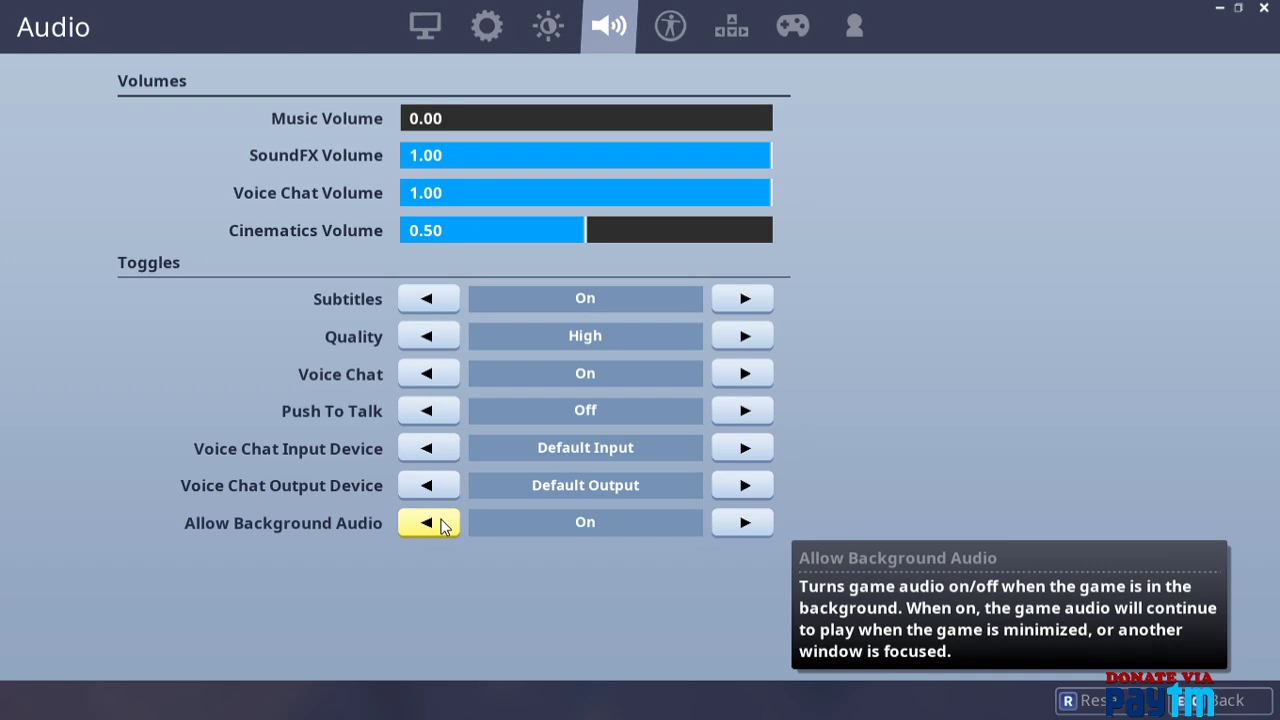 Audio
Volumes
Music Volume 0.00
SoundFX Volume 1.00
Voice Chat Volume 1.00
Cinematics Volume 0.50
Toggles
Subtitles On
Quality High
Voice Chat On
Push To Talk Off
Voice Chat Input Device Default Input
Voice Chat Output Device Default Output
Allow Background Audio On
Allow Background Audio
Turns game audio on/off when the game is in the
background. When on, the game audio will continue
to play when the game is minimized, or another
window is focused.
DONATE VIA
paytm
R Back